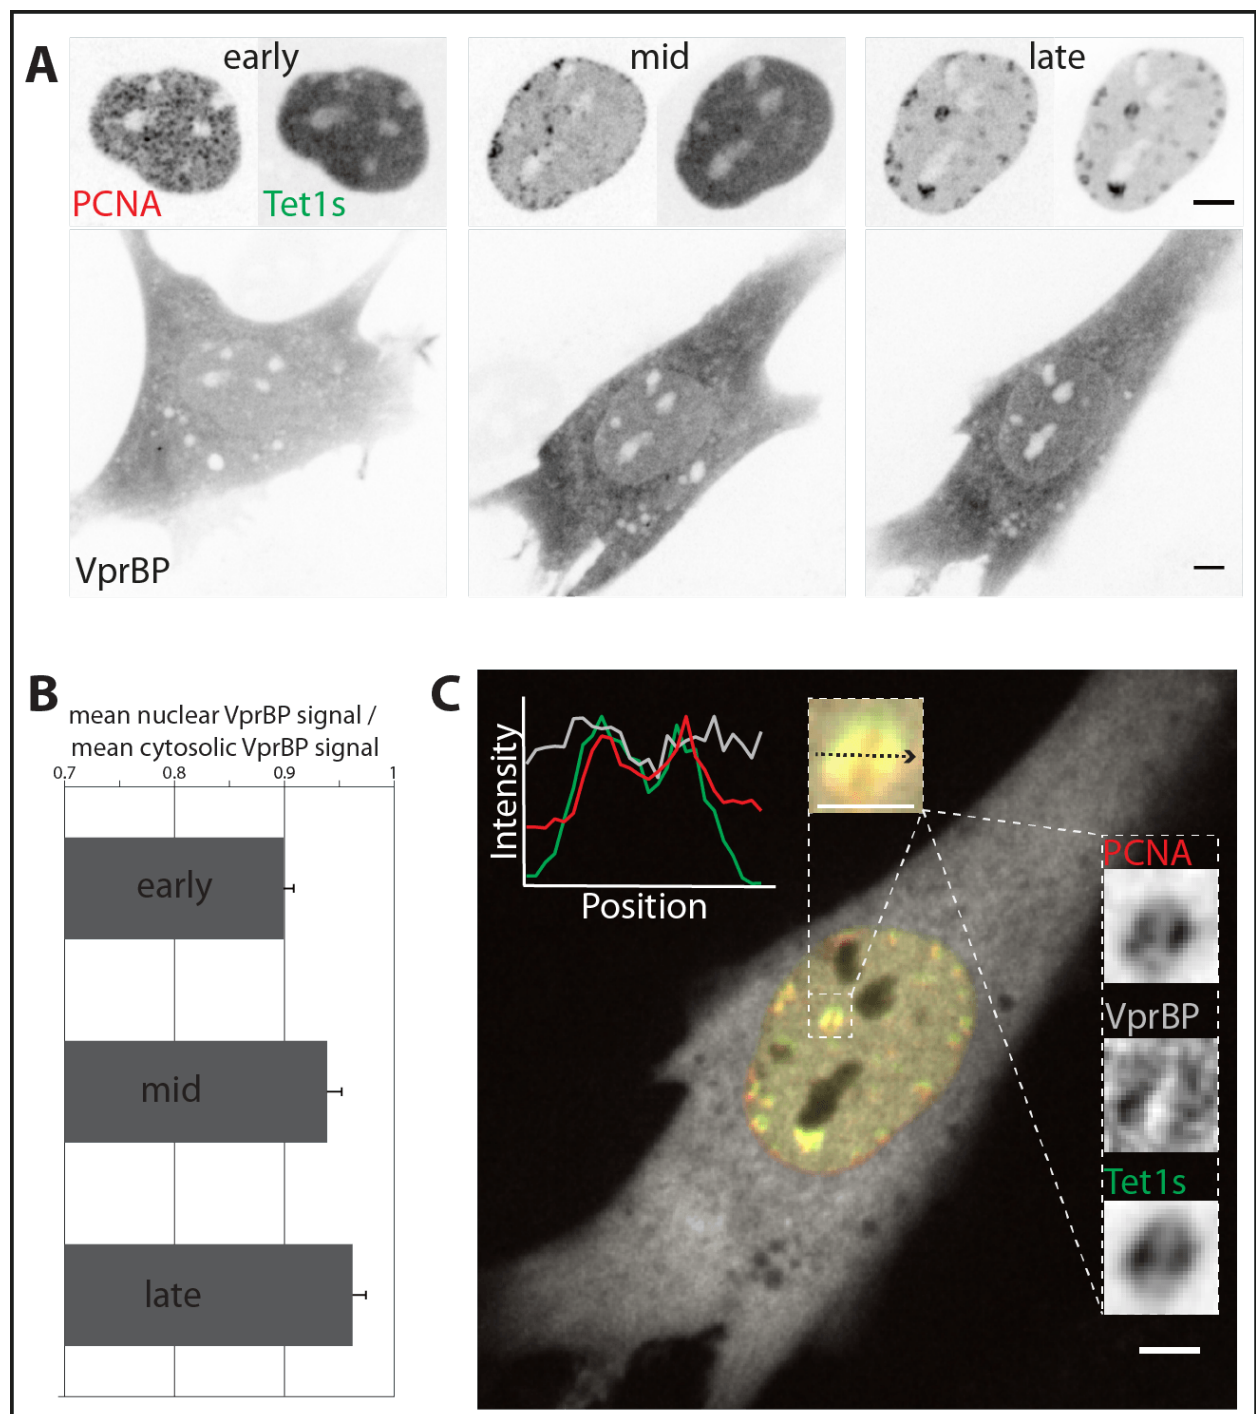 A
early
mid
late
PCNA
Tet1s
VprBP
B
mean nuclear VprBP signal /
mean cytosolic VprBP signal
0.7 0.8 0.9 1
early
mid
late
C
Intensity
Position
PCNA
VprBP
Tet1s